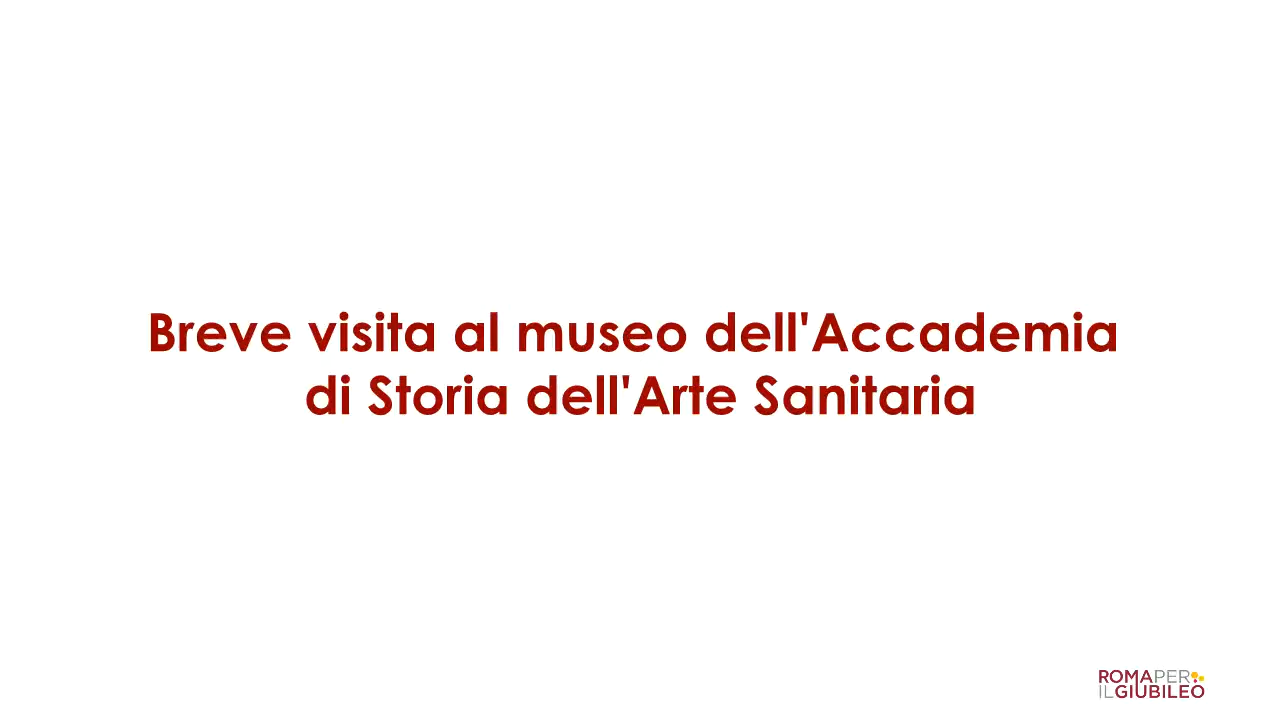 Breve visita al museo dell'Accademia
di Storia dell'Arte Sanitaria
ROMAPER
ILGIUBILEO